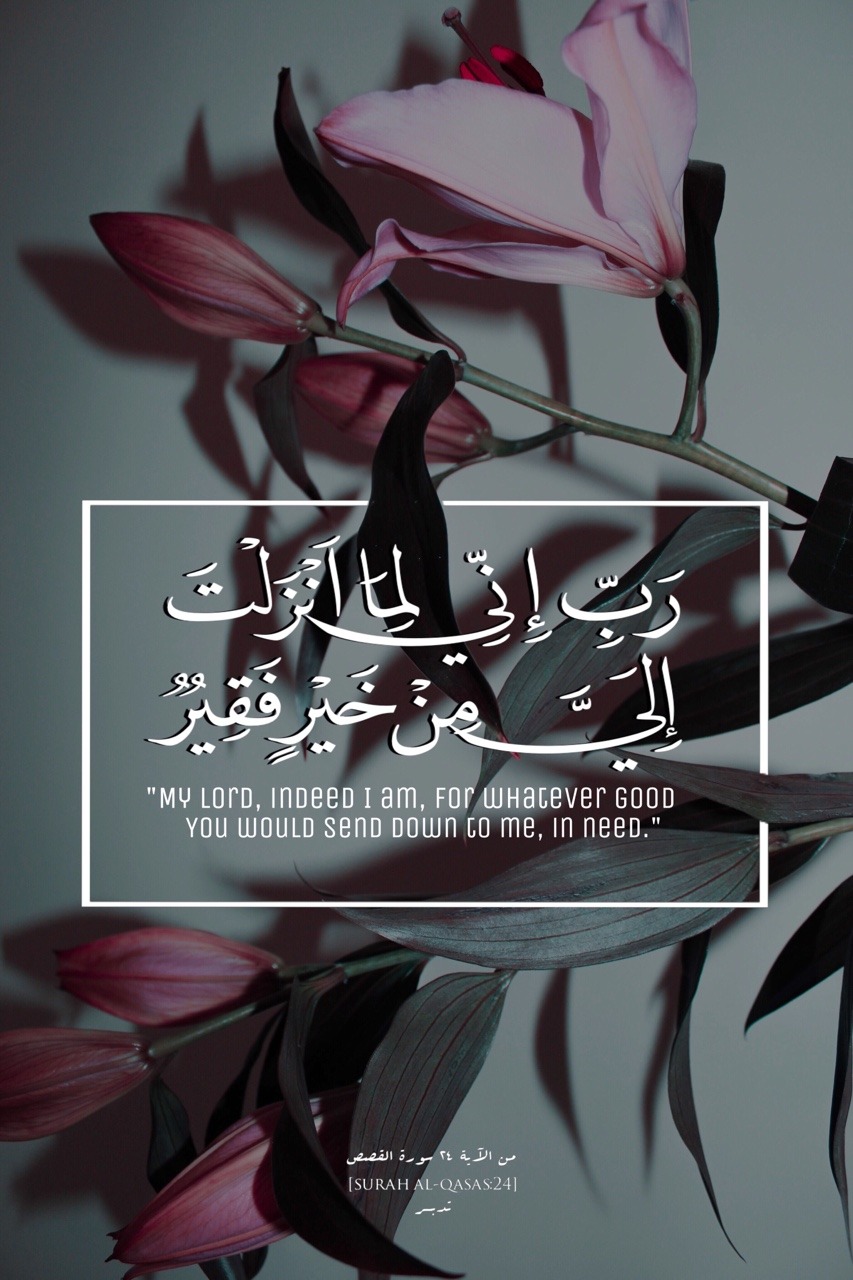 رَبِّ إِنِّي لِمَا أَنْزَلْتَ
إِلَيَّ مِنْ خَيْرٍ فَقِيرٌ
"My Lord, indeed I am, for whatever good
You would send down to me, in need."
من الآية ٢٤ سورة القصص
[SURAH AL-QASAS:24]
تدبر